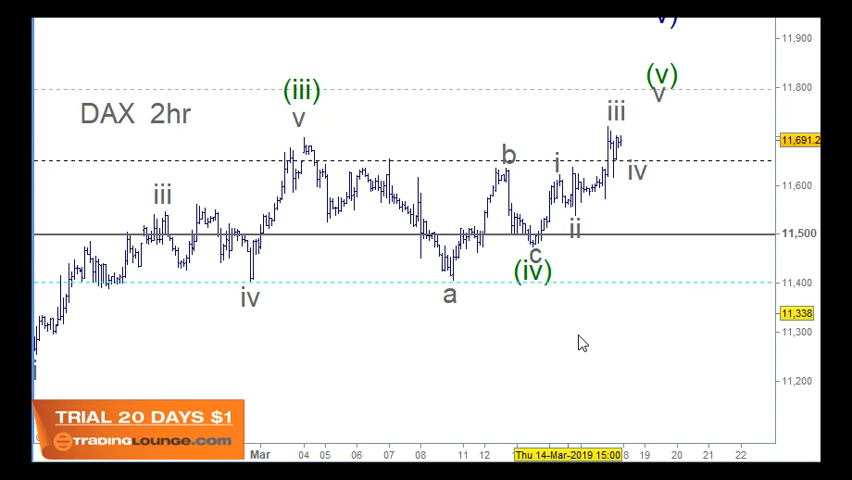 v)
11,900
(v)
v
11,800
(iii)
v
DAX 2hr
iii
11,691.2
iv
b
i
iii
11,600
ii
11,500
c
(iv)
iv
a
11,400
11,338
11,300
i
11,200
TRIAL 20 DAYS $1
TRADINGLOUNGE.COM
Mar 04 05 06 07 08 11 12 Thu 14-Mar-2019 15:00 8 19 20 21 22